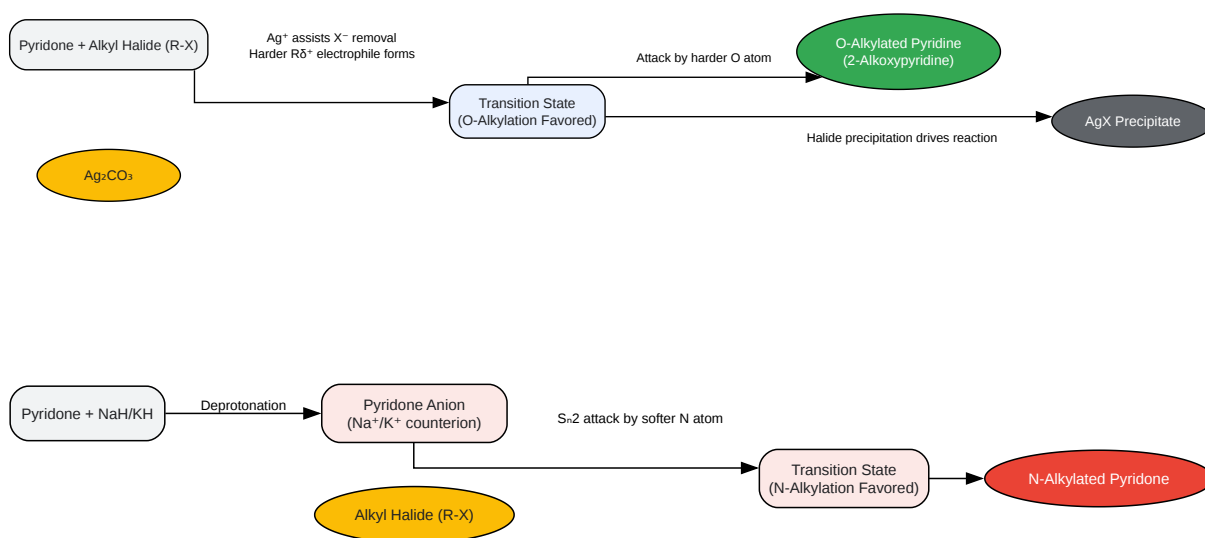 Pyridone + Alkyl Halide (R-X)
Ag⁺ assists X⁻ removal
Harder Rδ⁺ electrophile forms
Transition State
(O-Alkylation Favored)
Attack by harder O atom
O-Alkylated Pyridine
(2-Alkoxypyridine)
Halide precipitation drives reaction
AgX Precipitate
Ag₂CO₃
Pyridone + NaH/KH
Deprotonation
Pyridone Anion
(Na⁺/K⁺ counterion)
Sₙ2 attack by softer N atom
Transition State
(N-Alkylation Favored)
N-Alkylated Pyridone
Alkyl Halide (R-X)